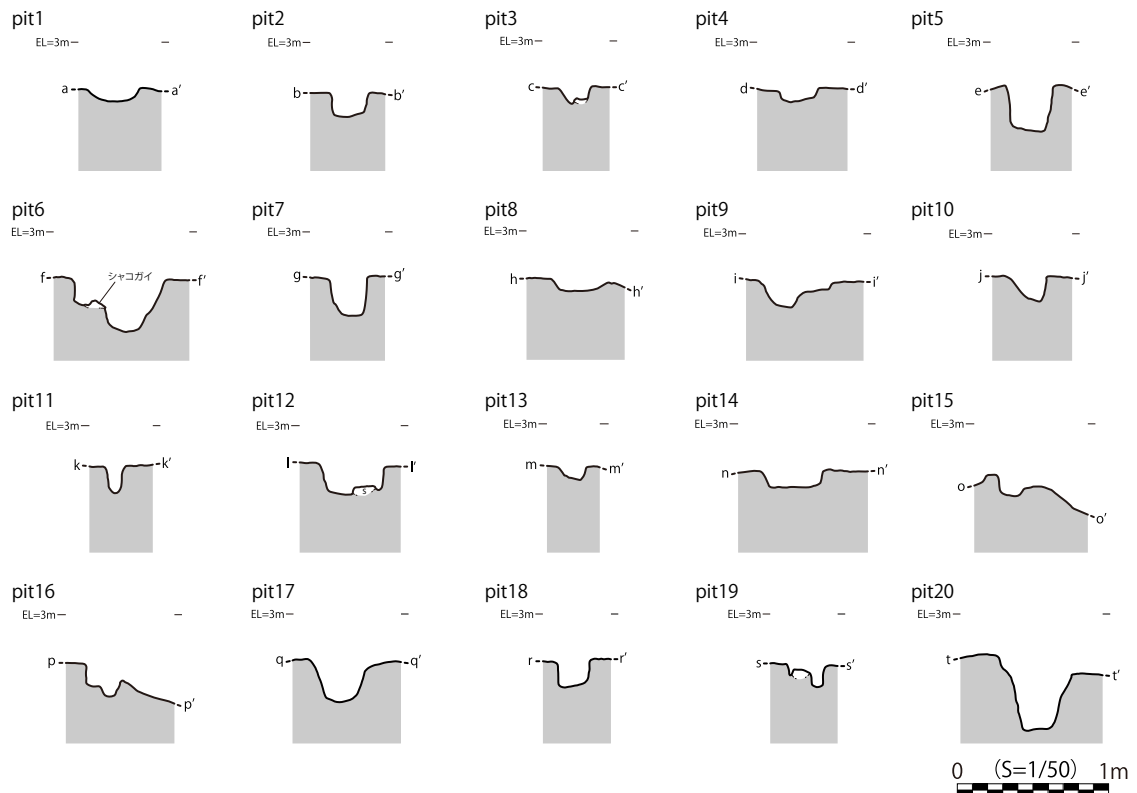 pit1 pit2 pit3 pit4 pit5
EL=3m EL=3m EL=3m EL=3m EL=3m
a a′ b b′ c c′ d d′ e e′
pit6 pit7 pit8 pit9 pit10
EL=3m EL=3m EL=3m EL=3m EL=3m
シャコガイ
f f′ g g′ h h′ i i′ j j′
pit11 pit12 pit13 pit14 pit15
EL=3m EL=3m EL=3m EL=3m EL=3m
k k′ l l′ m m′ n n′ o o′
s
pit16 pit17 pit18 pit19 pit20
EL=3m EL=3m EL=3m EL=3m EL=3m
p p′ q q′ r r′ s s′ t t′
0 (S=1/50) 1m